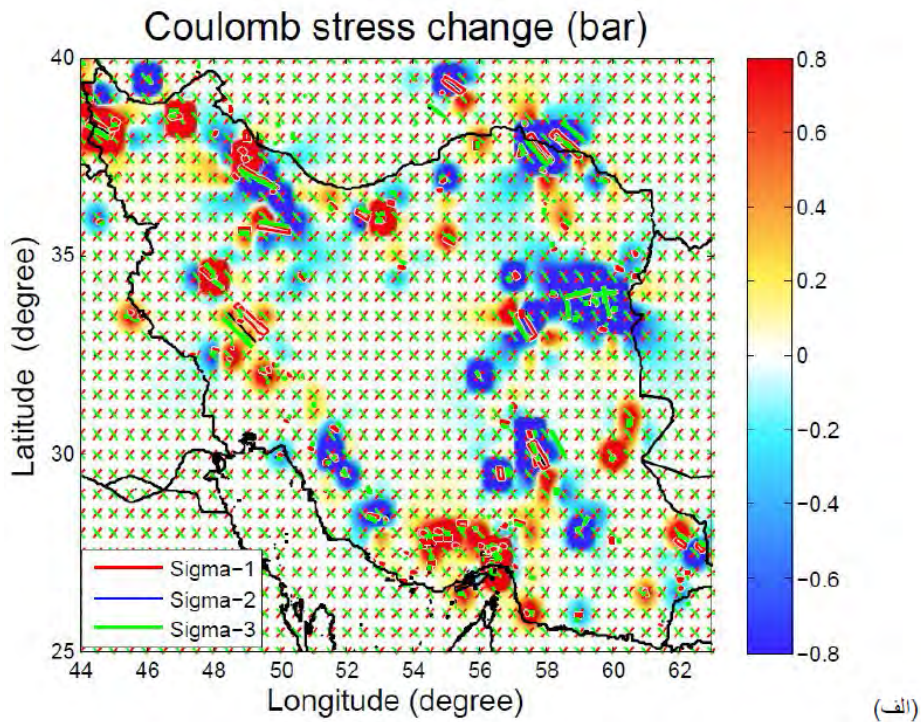 Coulomb stress change (bar)
40
35
30
25
Latitude (degree)
44 46 48 50 52 54 56 58 60 62
Longitude (degree)
Sigma−1
Sigma−2
Sigma−3
0.8
0.6
0.4
0.2
0
−0.2
−0.4
−0.6
−0.8
(الف)